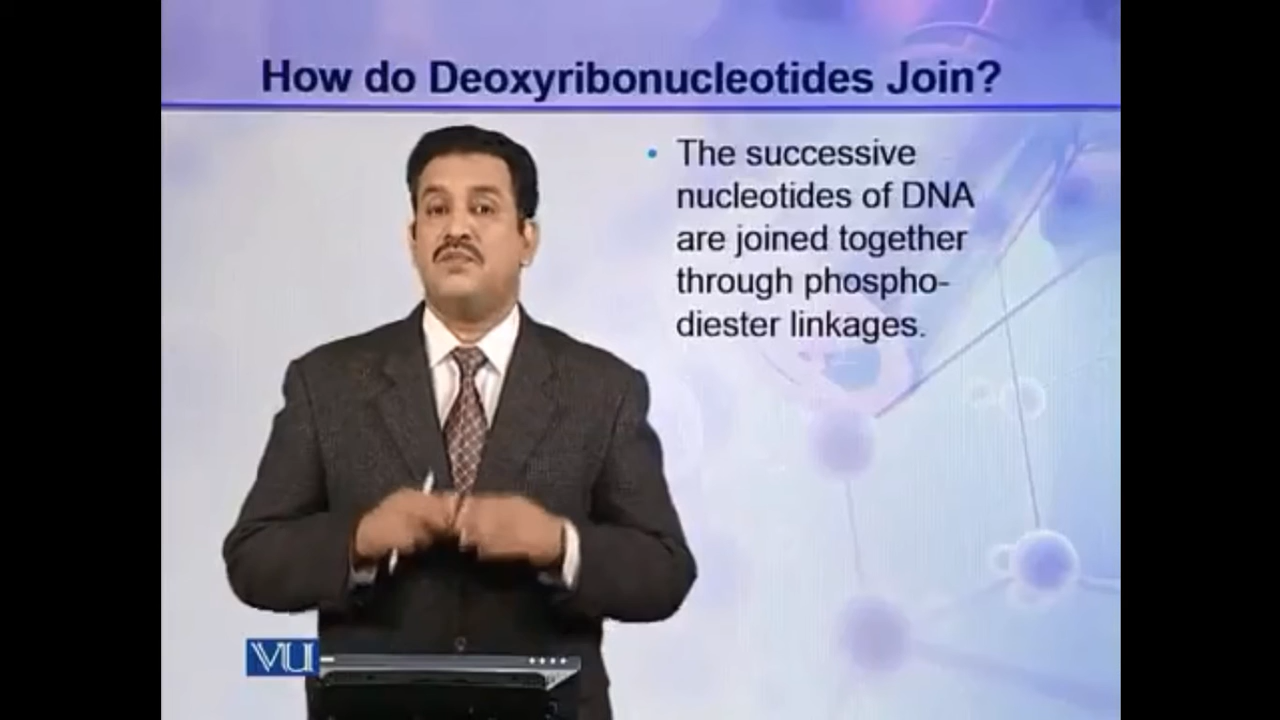 How do Deoxyribonucleotides Join?
• The successive
nucleotides of DNA
are joined together
through phospho-
diester linkages.
VU